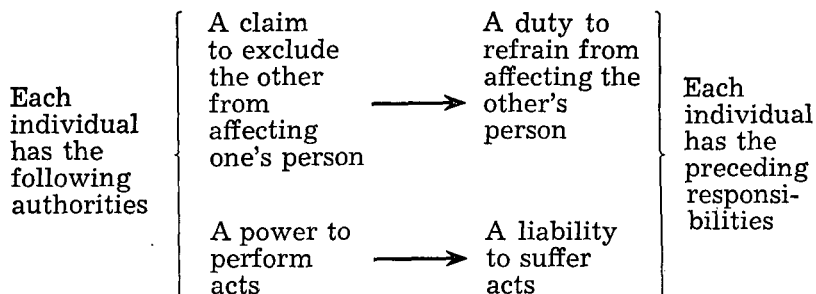 Each
individual
has the
following
authorities
A claim
to exclude
the other
from
affecting
one's person
A duty to
refrain from
affecting the
other's
person
A power to
perform
acts
A liability
to suffer
acts
Each
individual
has the
preceding
responsi-
bilities